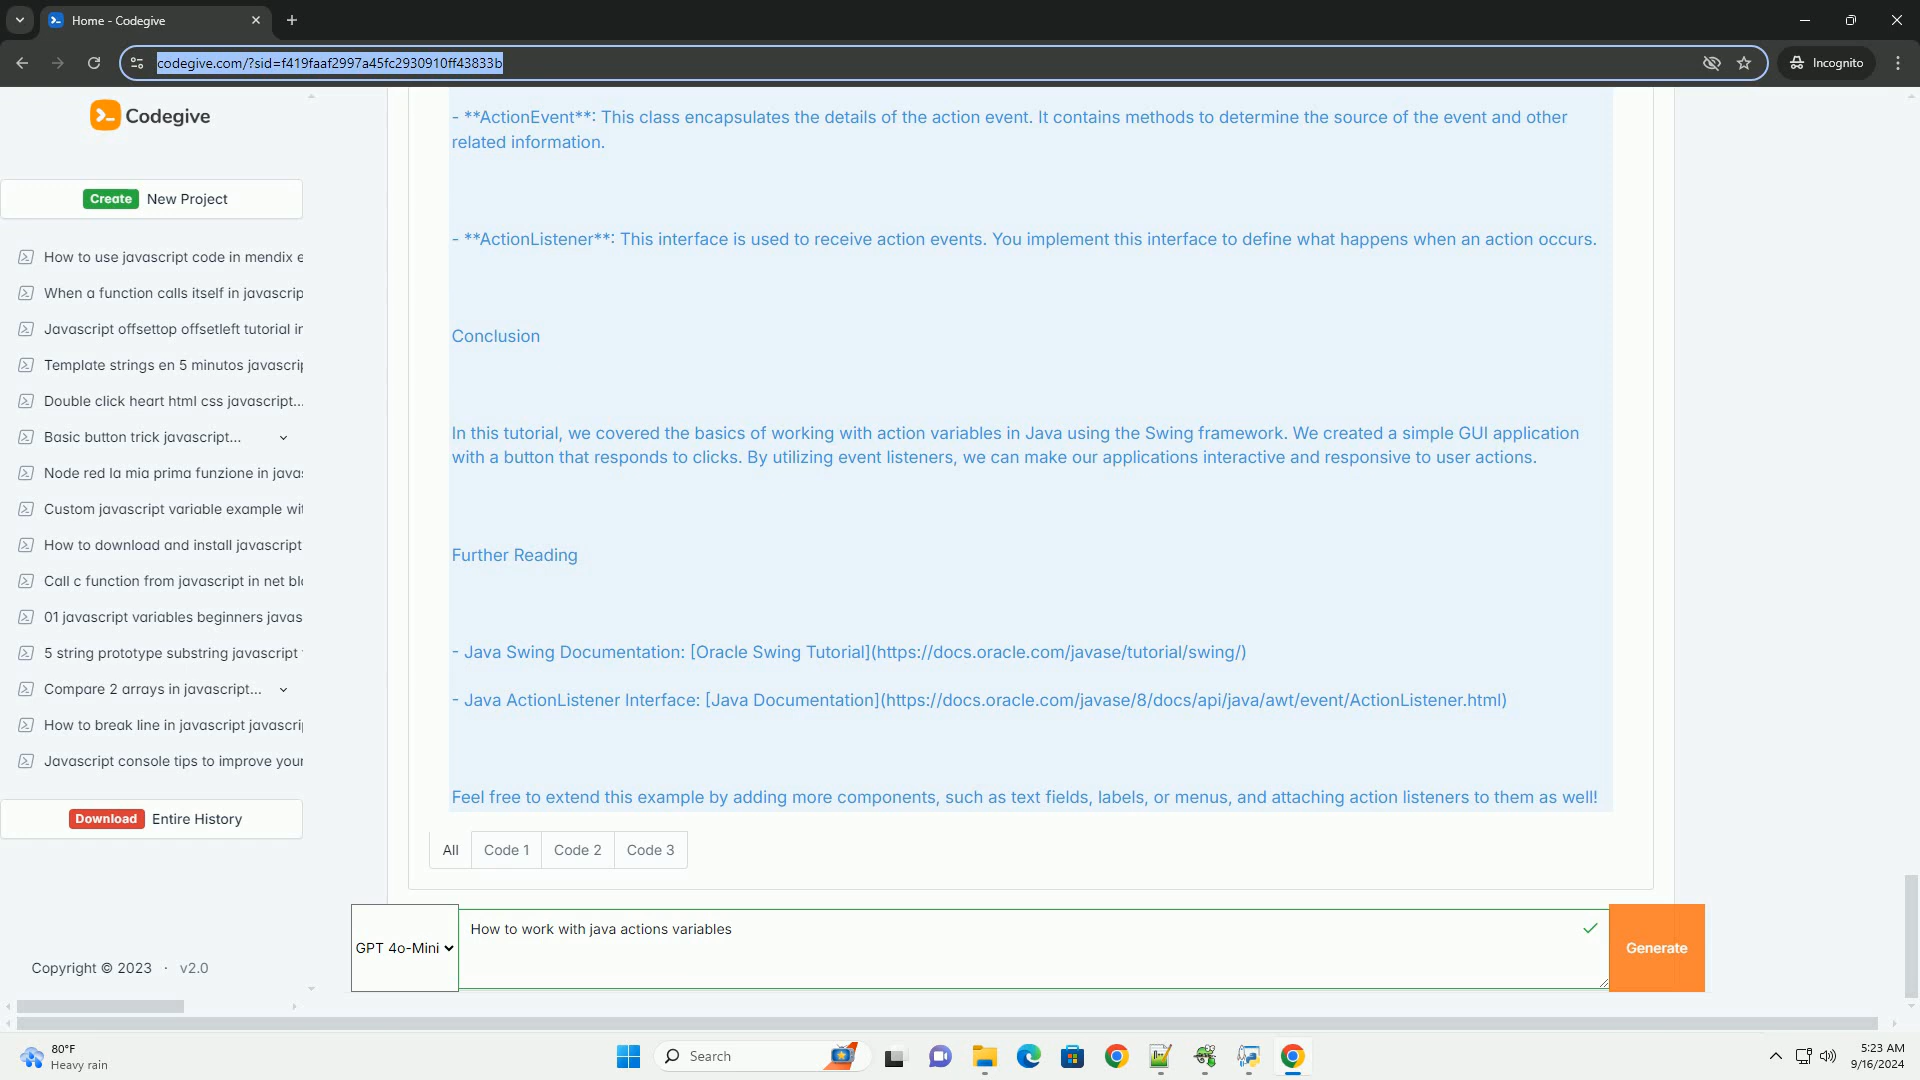 Home - Codegive
codegive.com/?sid=f419faaf2997a45fc2930910ff43833b
Incognito
Codegive
Create New Project
How to use javascript code in mendix e
When a function calls itself in javascrip
Javascript offsettop offsetleft tutorial in
Template strings en 5 minutos javascrip
Double click heart html css javascript...
Basic button trick javascript...
Node red la mia prima funzione in javas
Custom javascript variable example wit
How to download and install javascript
Call c function from javascript in net bl
01 javascript variables beginners javas
5 string prototype substring javascript
Compare 2 arrays in javascript...
How to break line in javascript javascri
Javascript console tips to improve your
Download Entire History
Copyright © 2023 · v2.0
- **ActionEvent**: This class encapsulates the details of the action event. It contains methods to determine the source of the event and other
related information.
- **ActionListener**: This interface is used to receive action events. You implement this interface to define what happens when an action occurs.
Conclusion
In this tutorial, we covered the basics of working with action variables in Java using the Swing framework. We created a simple GUI application
with a button that responds to clicks. By utilizing event listeners, we can make our applications interactive and responsive to user actions.
Further Reading
- Java Swing Documentation: [Oracle Swing Tutorial](https://docs.oracle.com/javase/tutorial/swing/)
- Java ActionListener Interface: [Java Documentation](https://docs.oracle.com/javase/8/docs/api/java/awt/event/ActionListener.html)
Feel free to extend this example by adding more components, such as text fields, labels, or menus, and attaching action listeners to them as well!
All Code 1 Code 2 Code 3
GPT 4o-Mini
How to work with java actions variables
Generate
80°F
Heavy rain
Search
5:23 AM
9/16/2024